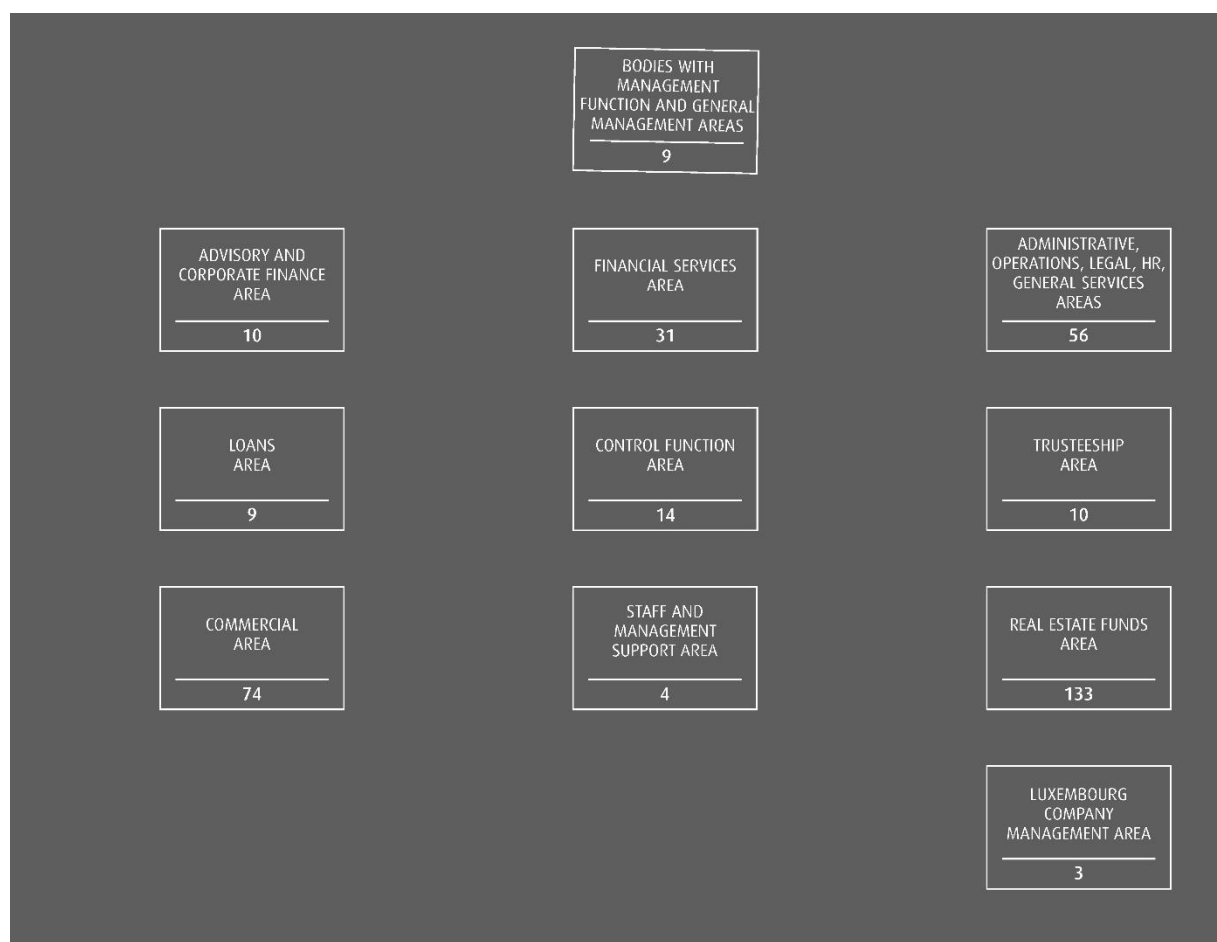 BODIES WITH
MANAGEMENT
FUNCTION AND GENERAL
MANAGEMENT AREAS
9
ADVISORY AND
CORPORATE FINANCE
AREA
10
FINANCIAL SERVICES
AREA
31
ADMINISTRATIVE,
OPERATIONS, LEGAL, HR,
GENERAL SERVICES
AREAS
56
LOANS
AREA
9
CONTROL FUNCTION
AREA
14
TRUSTEESHIP
AREA
10
COMMERCIAL
AREA
74
STAFF AND
MANAGEMENT
SUPPORT AREA
4
REAL ESTATE FUNDS
AREA
133
LUXEMBOURG
COMPANY
MANAGEMENT AREA
3